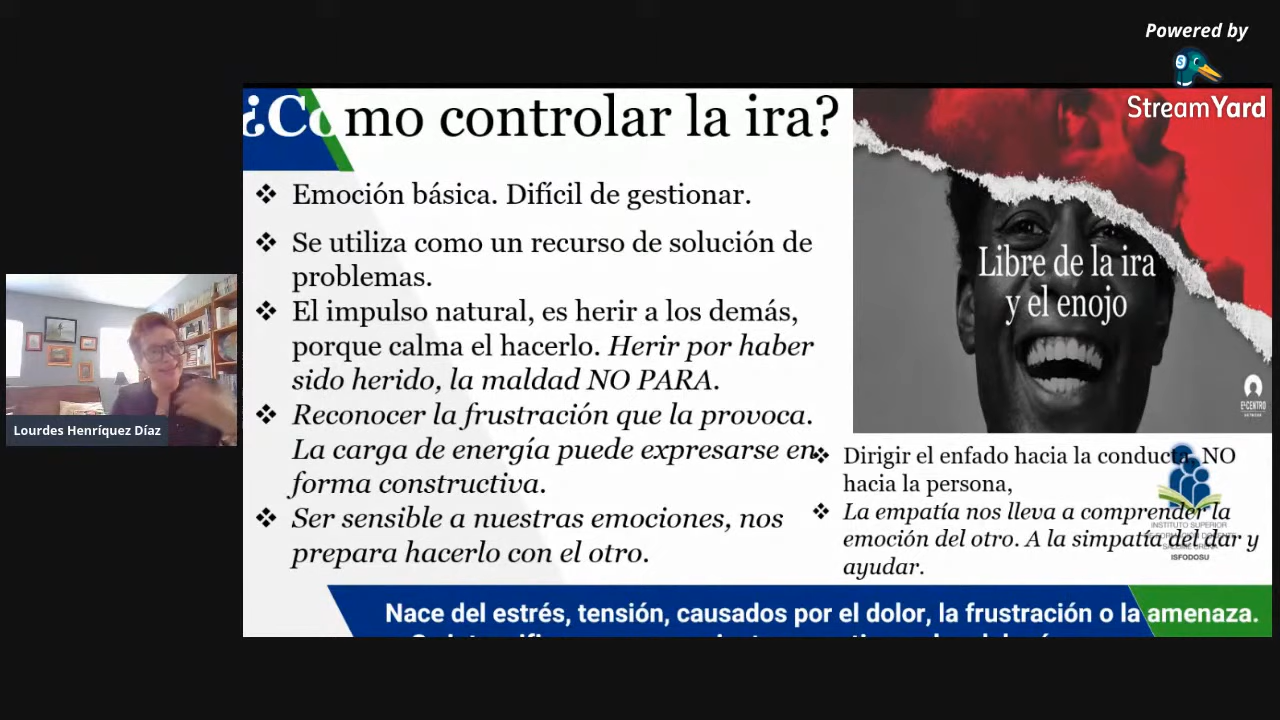 Powered by
StreamYard
¿Como controlar la ira?
❖ Emoción básica. Difícil de gestionar.
❖ Se utiliza como un recurso de solución de
problemas.
❖ El impulso natural, es herir a los demás,
porque calma el hacerlo. Herir por haber
sido herido, la maldad NO PARA.
❖ Reconocer la frustración que la provoca.
La carga de energía puede expresarse en
forma constructiva.
❖ Ser sensible a nuestras emociones, nos
prepara hacerlo con el otro.
Libre de la ira
y el enojo
❖ Dirigir el enfado hacia la conducta, NO
hacia la persona,
❖ La empatía nos lleva a comprender la
emoción del otro. A la simpatía del dar y
ayudar.
INSTITUTO SUPERIOR
ISFODOSU
Lourdes Henríquez Díaz
Nace del estrés, tensión, causados por el dolor, la frustración o la amenaza.